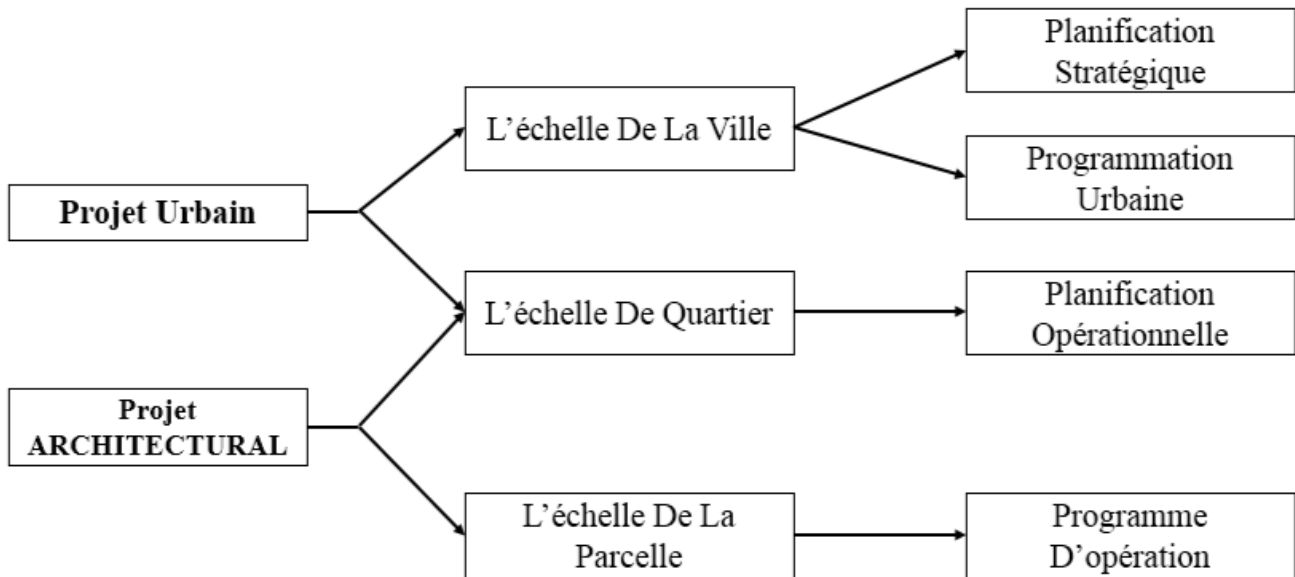 Planification
Stratégique
L’échelle De La Ville
Programmation
Urbaine
Projet Urbain
L’échelle De Quartier
Planification
Opérationnelle
Projet
ARCHITECTURAL
L’échelle De La
Parcelle
Programme
D’opération